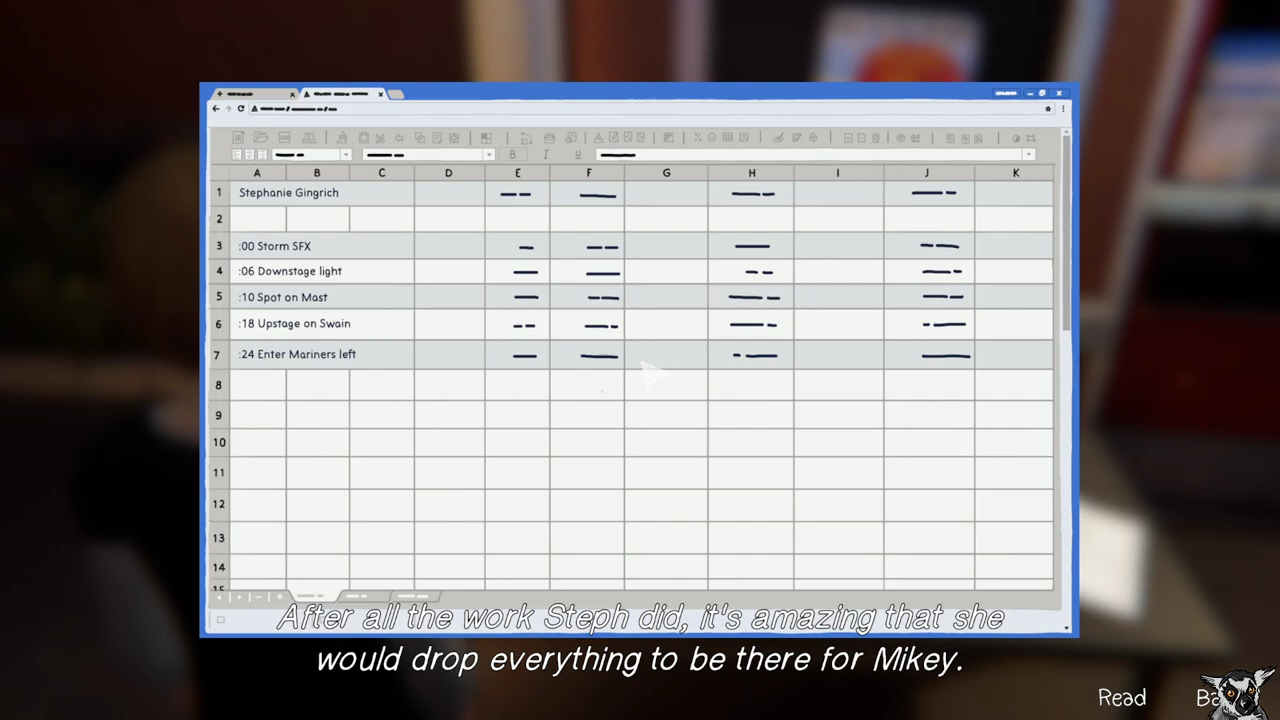 A B C D E F G H I J K
1 Stephanie Gingrich
2
3 :00 Storm SFX
4 :06 Downstage light
5 :10 Spot on Mast
6 :18 Upstage on Swain
7 :24 Enter Mariners left
8
9
10
11
12
13
14
15
After all the work Steph did, it's amazing that she
would drop everything to be there for Mikey.
Read